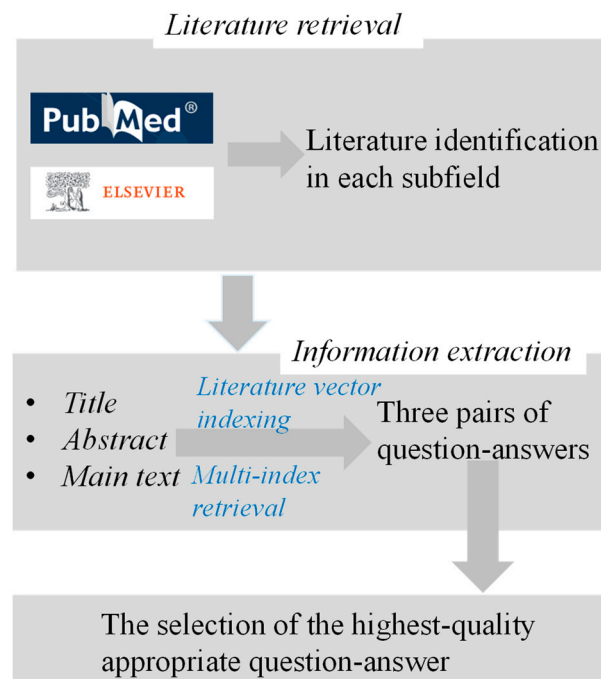 Literature retrieval
PubMed®
Literature identification
in each subfield
ELSEVIER
Information extraction
• Title
• Abstract
• Main text
Literature vector
indexing
Multi-index
retrieval
Three pairs of
question-answers
The selection of the highest-quality
appropriate question-answer